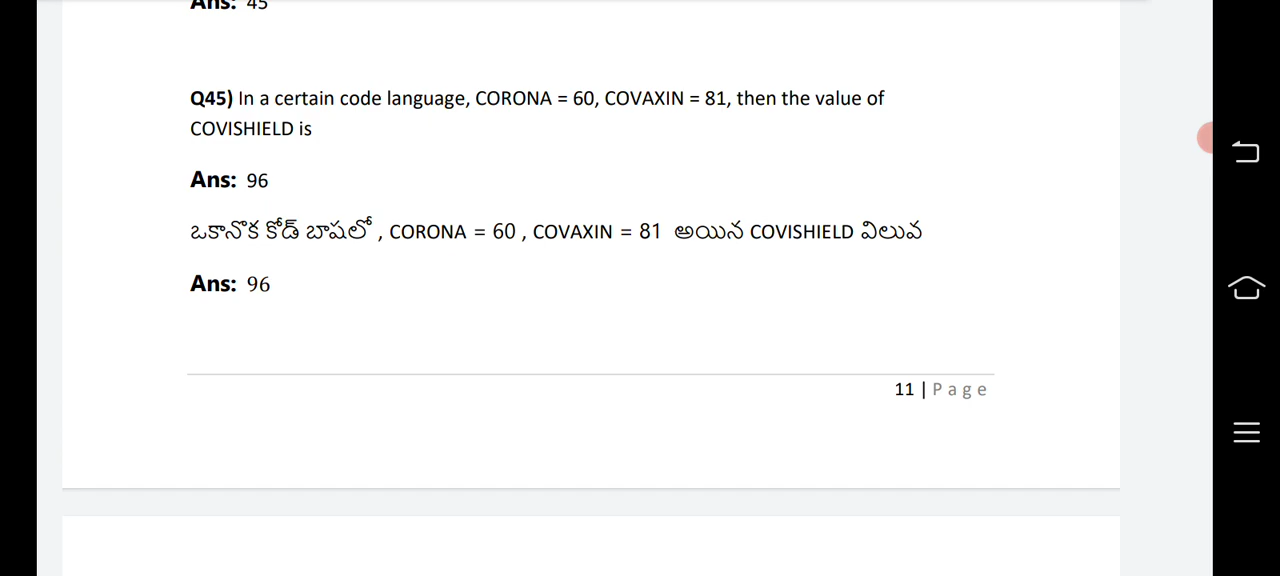 Ans: 45
Q45) In a certain code language, CORONA = 60, COVAXIN = 81, then the value of
COVISHIELD is
Ans: 96
ఒకానొక కోడ్ బాషలో , CORONA = 60 , COVAXIN = 81 అయిన COVISHIELD విలువ
Ans: 96
11 | P a g e